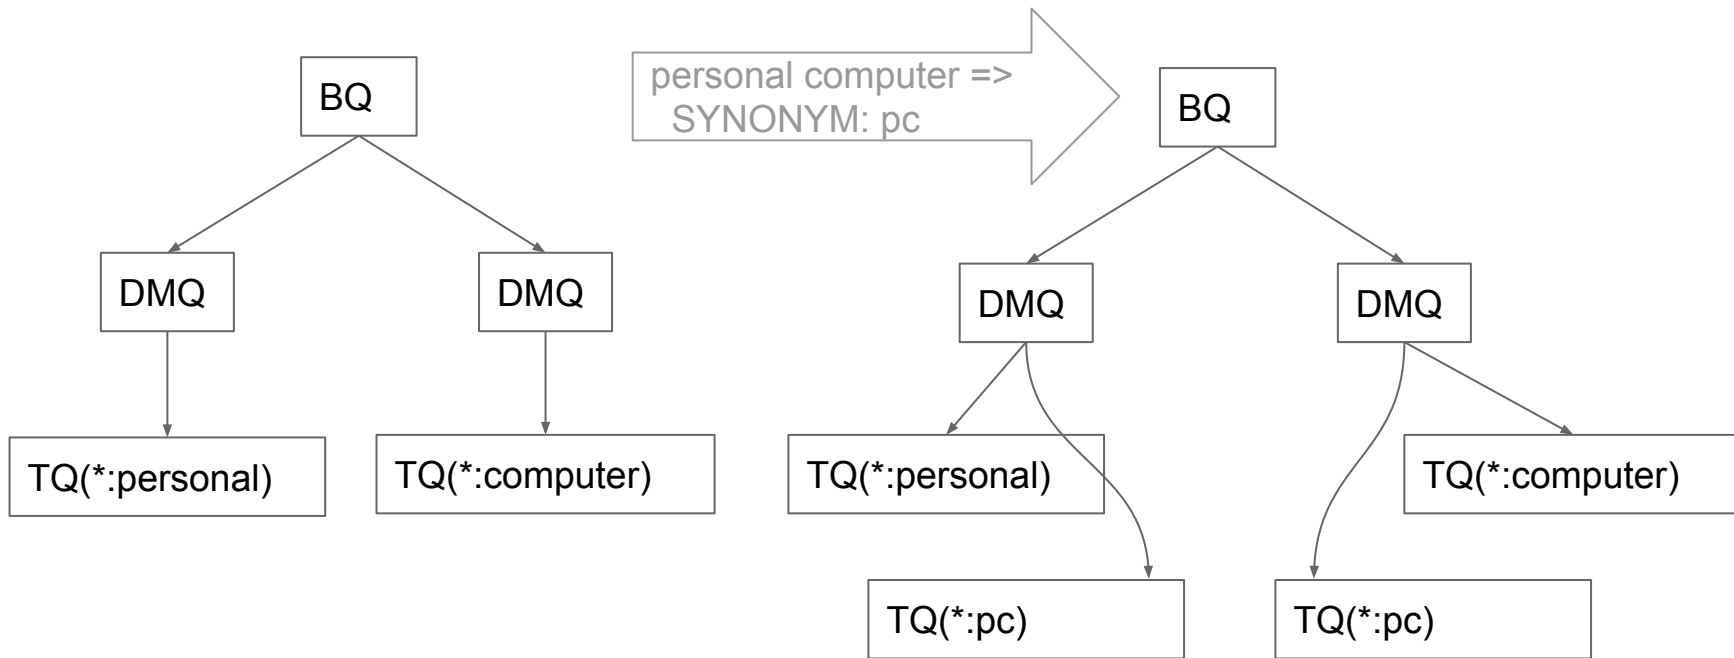 BQ
DMQ
DMQ
TQ(*:personal)
TQ(*:computer)
personal computer =>
SYNONYM: pc
BQ
DMQ
DMQ
TQ(*:personal)
TQ(*:computer)
TQ(*:pc)
TQ(*:pc)